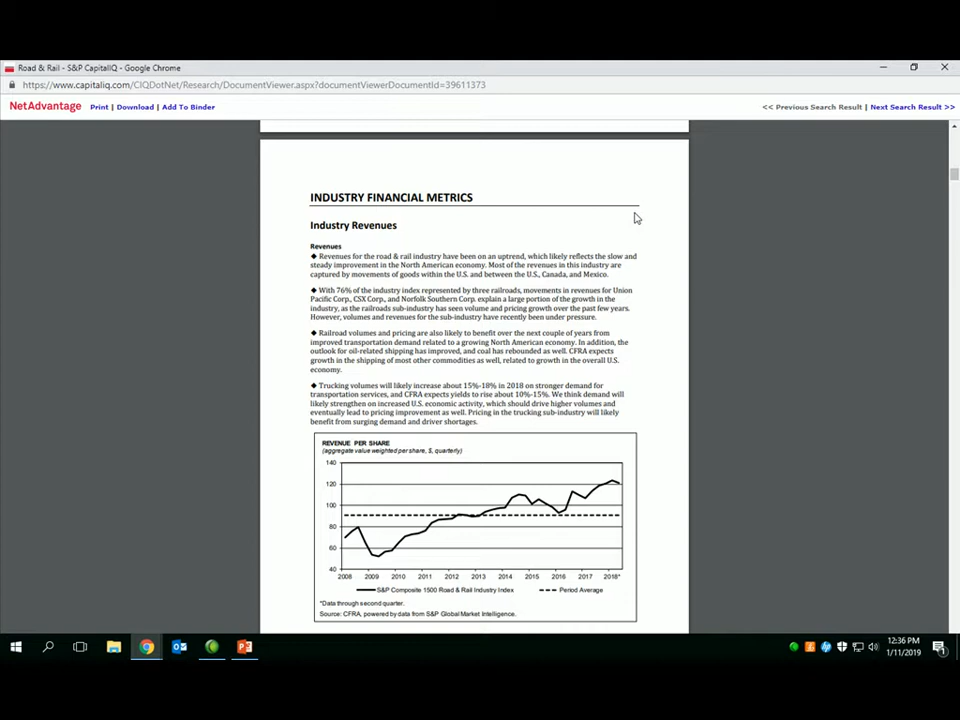 Road & Rail - S&P CapitalIQ - Google Chrome
https://www.capitaliq.com/CIQDotNet/Research/DocumentViewer.aspx?documentViewerDocumentId=39611373
NetAdvantage Print | Download | Add To Binder << Previous Search Result | Next Search Result >>
INDUSTRY FINANCIAL METRICS
Industry Revenues
Revenues
◆ Revenues for the road & rail industry have been on an uptrend, which likely reflects the slow and
steady improvement in the North American economy. Most of the revenues in this industry are
captured by movements of goods within the U.S. and between the U.S., Canada, and Mexico.
◆ With 76% of the industry index represented by three railroads, movements in revenues for Union
Pacific Corp., CSX Corp., and Norfolk Southern Corp. explain a large portion of the growth in the
industry, as the railroads sub-industry has seen volume and pricing growth over the past few years.
However, volumes and revenues for the sub-industry have recently been under pressure.
◆ Railroad volumes and pricing are also likely to benefit over the next couple of years from
improved transportation demand related to a growing North American economy. In addition, the
outlook for oil-related shipping has improved, and coal has rebounded as well. CFRA expects
growth in the shipping of most other commodities as well, related to growth in the overall U.S.
economy.
◆ Trucking volumes will likely increase about 15%-18% in 2018 on stronger demand for
transportation services, and CFRA expects yields to rise about 10%-15%. We think demand will
likely strengthen on increased U.S. economic activity, which should drive higher volumes and
eventually lead to pricing improvement as well. Pricing in the trucking sub-industry will likely
benefit from surging demand and driver shortages.
REVENUE PER SHARE
(aggregate value weighted per share, $, quarterly)
140
120
100
80
60
40
2008 2009 2010 2011 2012 2013 2014 2015 2016 2017 2018*
S&P Composite 1500 Road & Rail Industry Index Period Average
*Data through second quarter.
Source: CFRA, powered by data from S&P Global Market Intelligence.
12:36 PM
1/11/2019